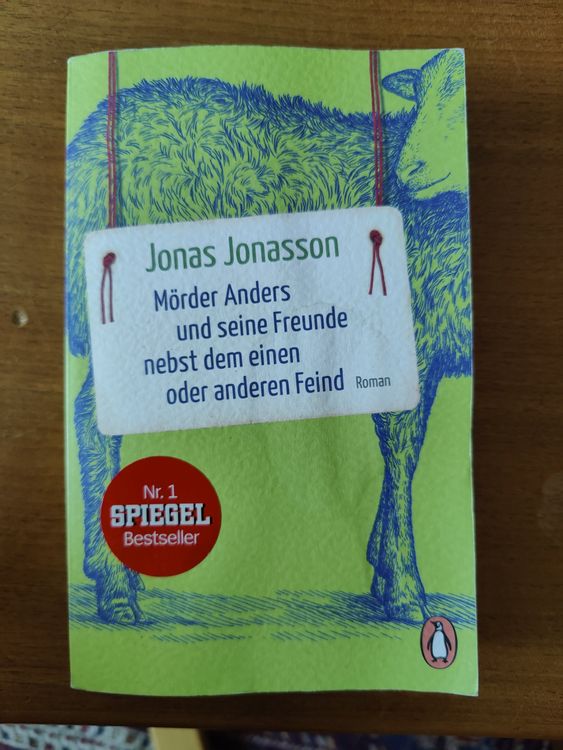 Jonas Jonasson
Mörder Anders
und seine Freunde
nebst dem einen
oder anderen Feind Roman
Nr. 1
SPIEGEL
Bestseller